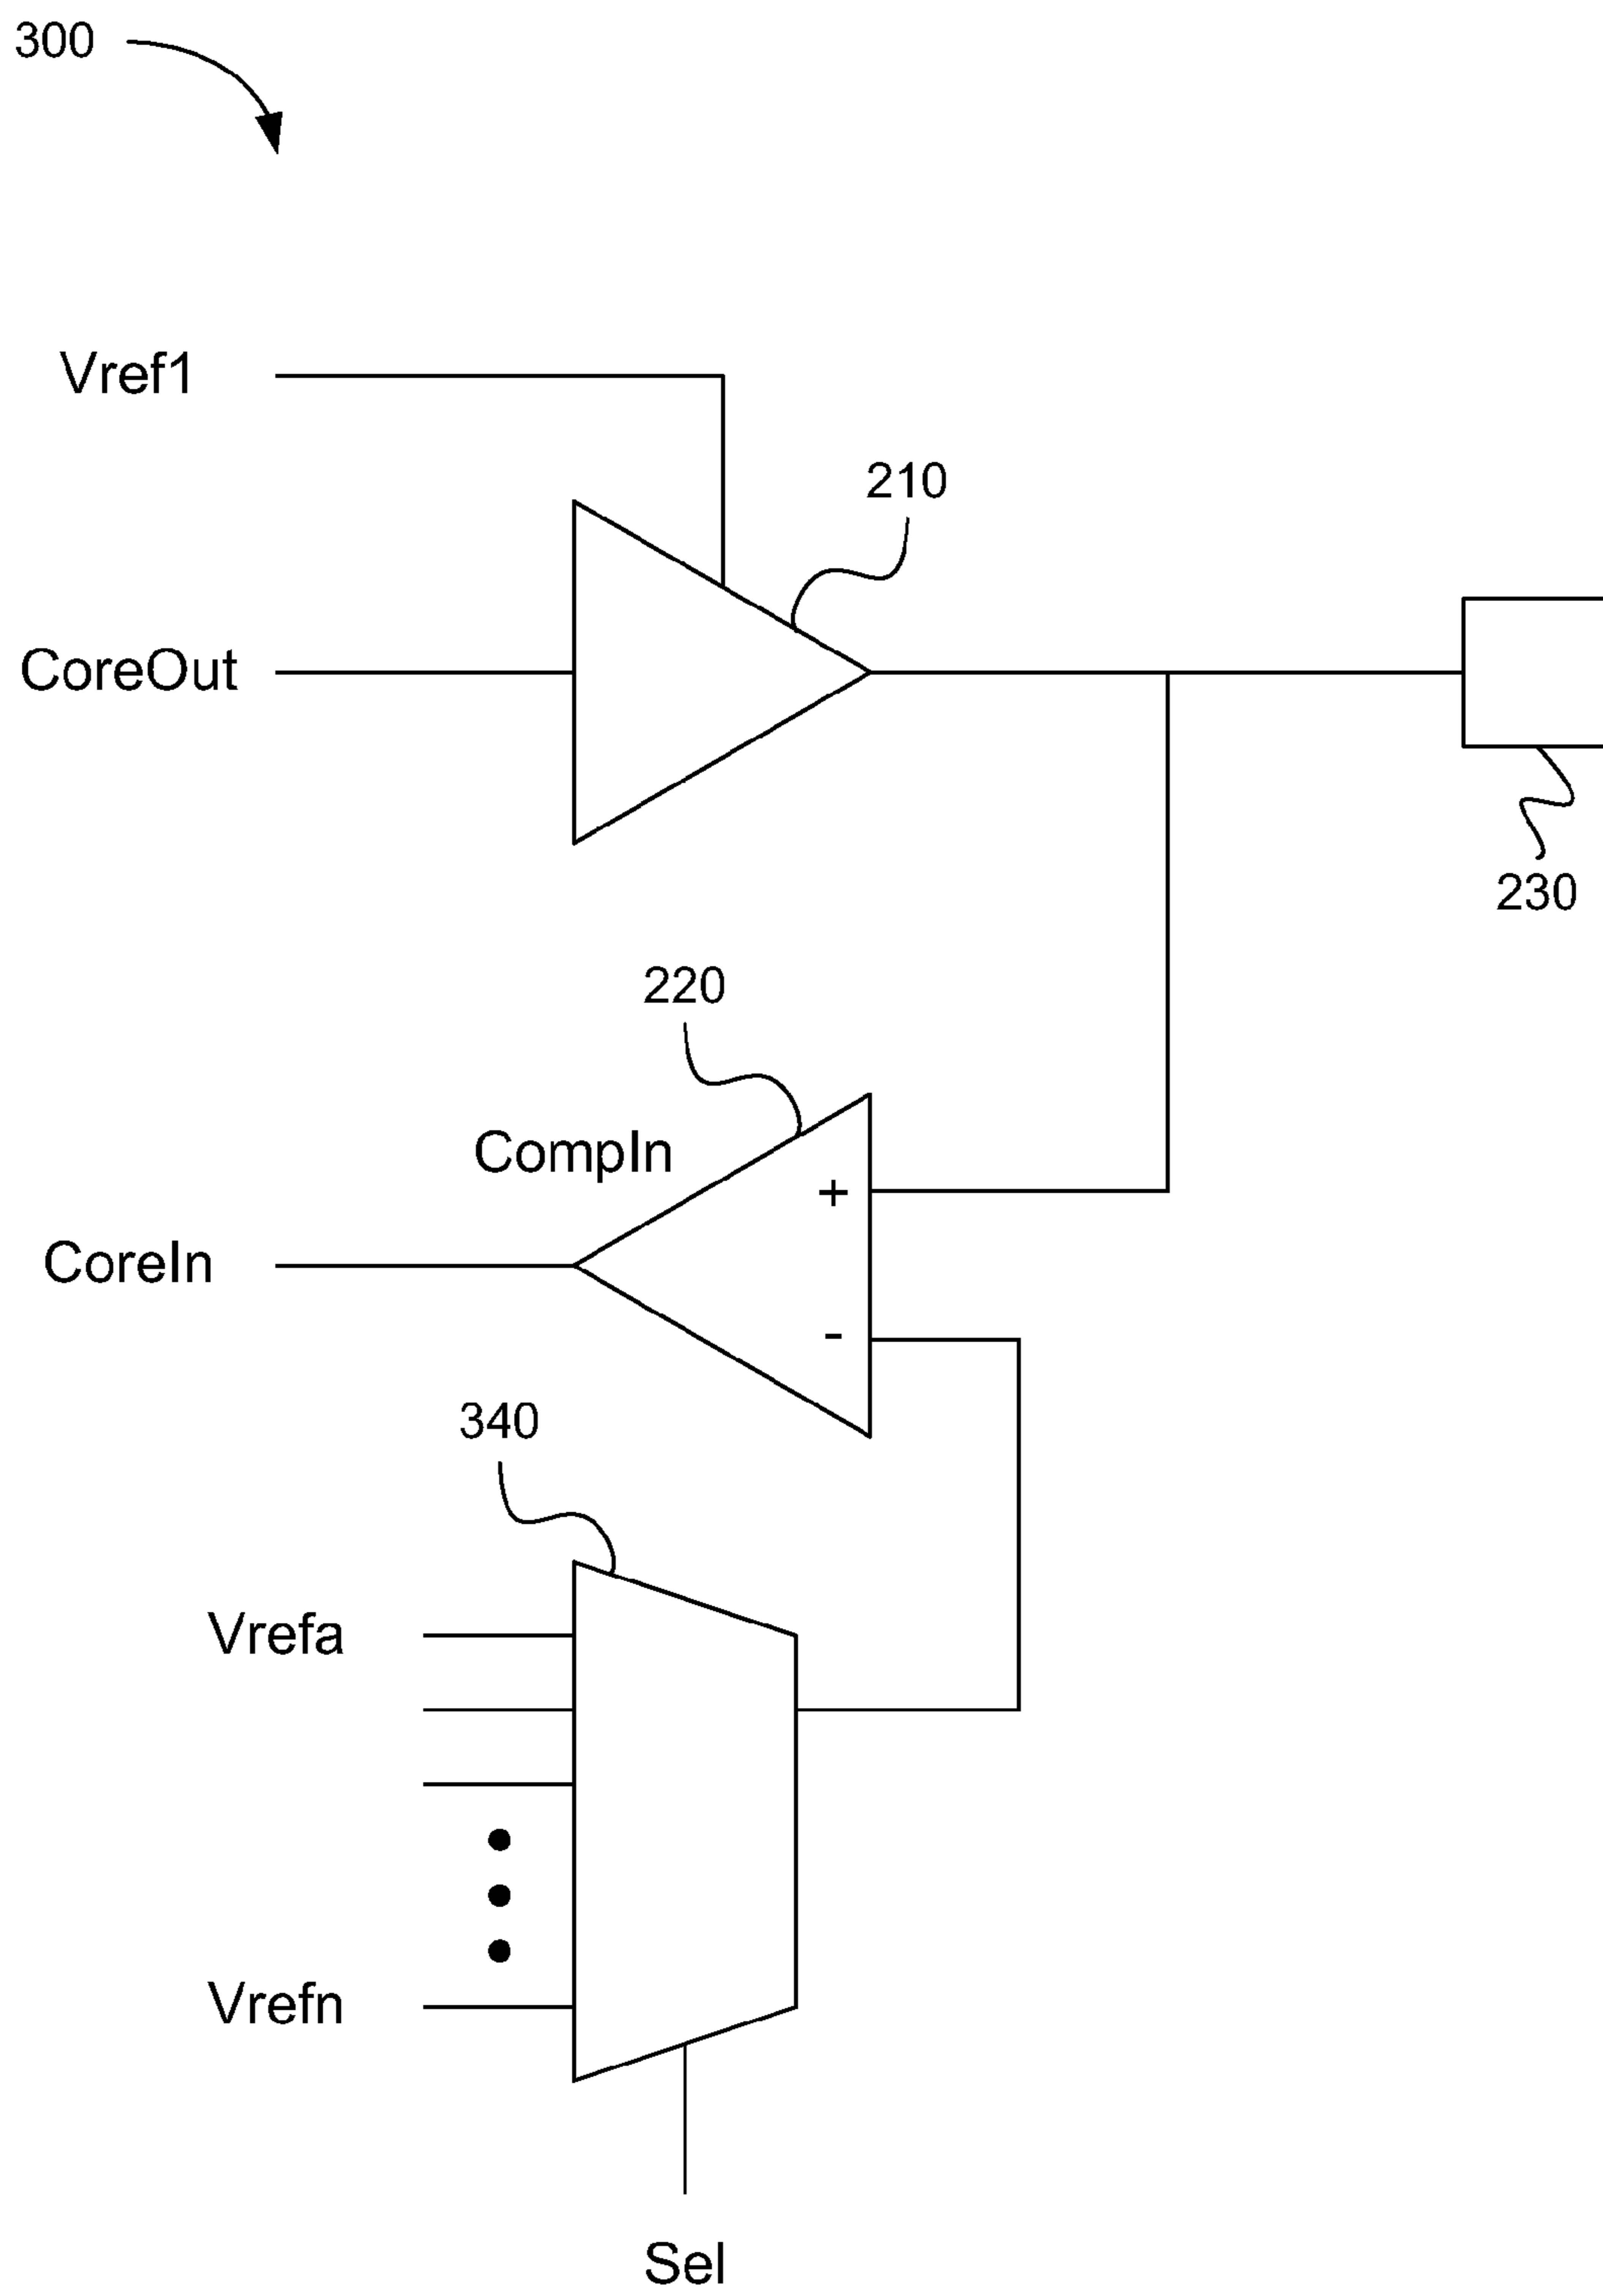 300
Vref1
210
CoreOut
230
220
CompIn
+
CoreIn
-
340
Vrefa
Vrefn
Sel